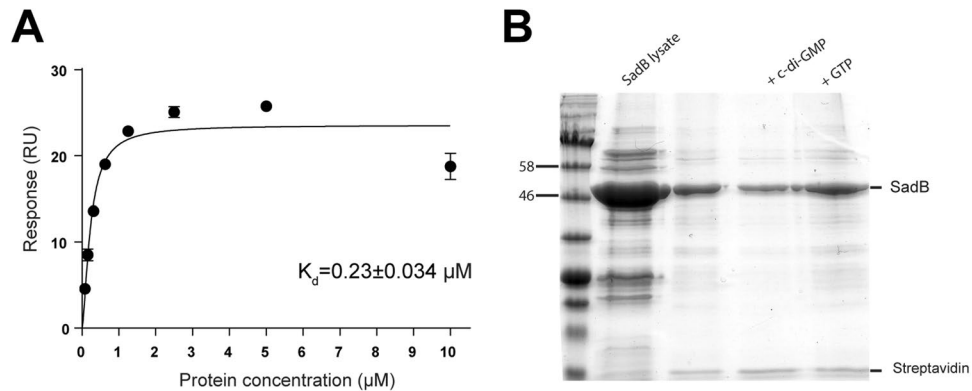 A
30
20
10
0
Response (RU)
Kd=0.23±0.034 µM
0 1 2 3 4 5 6 7 8 9 10
Protein concentration (µM)
B
SadB lysate
+ c-di-GMP
+ GTP
58
46
SadB
Streptavidin